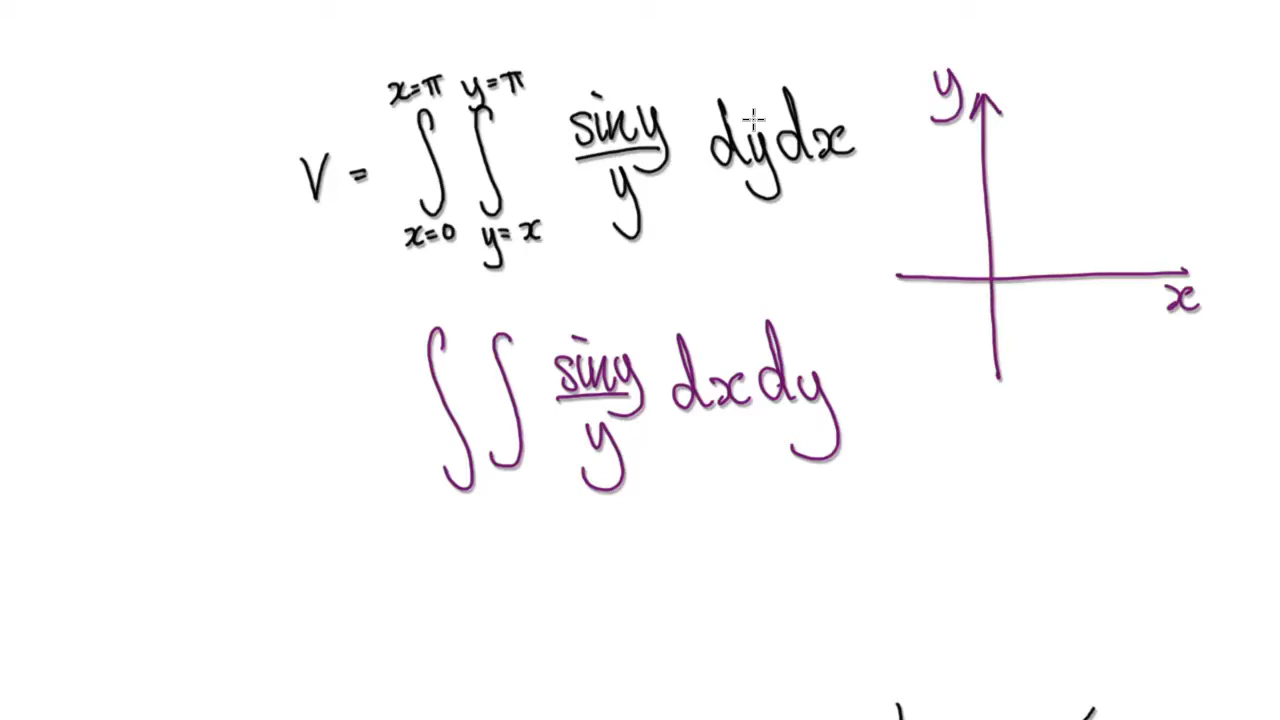 x=π y=π
V = ∫ ∫ sin y / y dy dx
x=0 y= x
y
x
∫ ∫ sin y / y dx dy